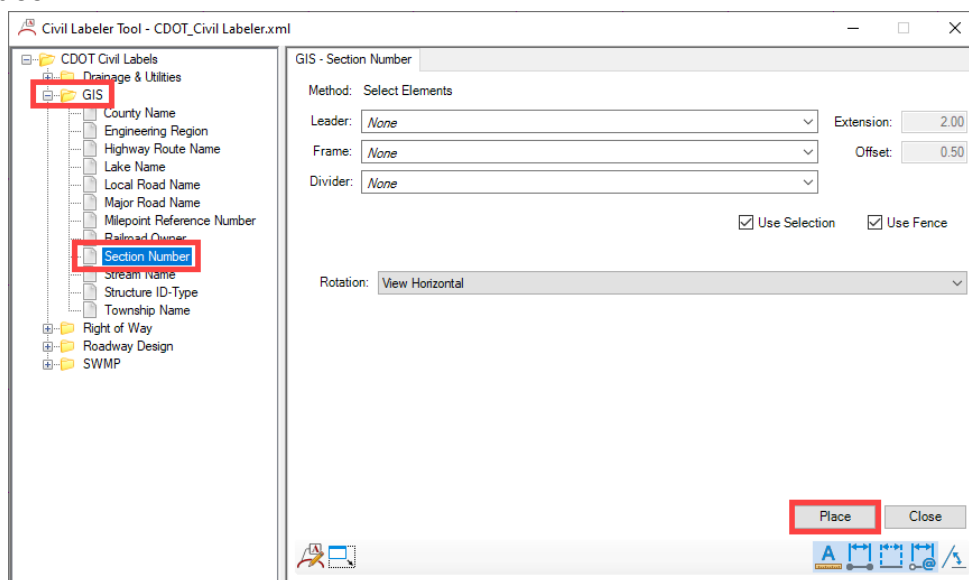 Civil Labeler Tool - CDOT_Civil Labeler.xml
CDOT Civil Labels
Drainage & Utilities
GIS
County Name
Engineering Region
Highway Route Name
Lake Name
Local Road Name
Major Road Name
Milepoint Reference Number
Railroad Owner
Section Number
Stream Name
Structure ID-Type
Township Name
Right of Way
Roadway Design
SWMP
GIS - Section Number
Method: Select Elements
Leader: None Extension: 2.00
Frame: None Offset: 0.50
Divider: None
Use Selection Use Fence
Rotation: View Horizontal
Place Close
A